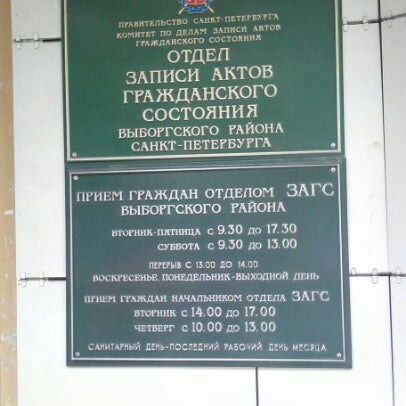 ПРАВИТЕЛЬСТВО САНКТ-ПЕТЕРБУРГА
КОМИТЕТ ПО ДЕЛАМ ЗАПИСИ АКТОВ
ГРАЖДАНСКОГО СОСТОЯНИЯ
ОТДЕЛ
ЗАПИСИ АКТОВ
ГРАЖДАНСКОГО
СОСТОЯНИЯ
ВЫБОРГСКОГО РАЙОНА
САНКТ-ПЕТЕРБУРГА
ПРИЕМ ГРАЖДАН ОТДЕЛОМ ЗАГС
ВЫБОРГСКОГО РАЙОНА
ВТОРНИК-ПЯТНИЦА С 9.30 ДО 17.30
СУББОТА С 9.30 ДО 13.00
ПЕРЕРЫВ С 13.00 ДО 14.00
ВОСКРЕСЕНЬЕ, ПОНЕДЕЛЬНИК-ВЫХОДНОЙ ДЕНЬ
ПРИЕМ ГРАЖДАН НАЧАЛЬНИКОМ ОТДЕЛА ЗАГС
ВТОРНИК С 14.00 ДО 17.00
ЧЕТВЕРГ С 10.00 ДО 13.00
САНИТАРНЫЙ ДЕНЬ-ПОСЛЕДНИЙ РАБОЧИЙ ДЕНЬ МЕСЯЦА